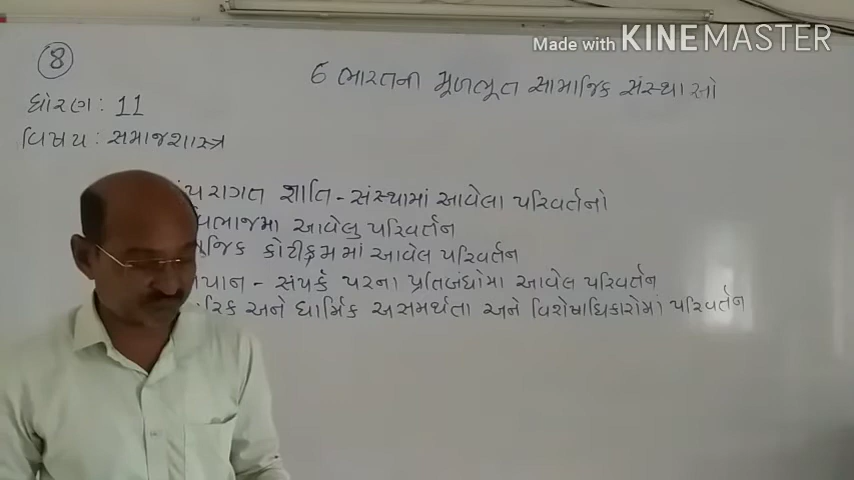 Made with KINEMASTER
8
6 ભારતની મૂળભૂત સામાજિક સંસ્થાઓ
ધોરણ : 11
વિષય : સમાજશાસ્ત્ર
પરાગત જ્ઞાતિ - સંસ્થામાં આવેલા પરિવર્તનો
વિભાજમા આવેલુ પરિવર્તન
જિક કોટીક્રમમાં આવેલ પરિવર્તન
પાન - સંપર્ક પરના પ્રતિબંધોમા આવેલ પરિવર્તન
રિક અને ધાર્મિક અસમર્થતા અને વિશેષાધિકારોમાં પરિવર્તન